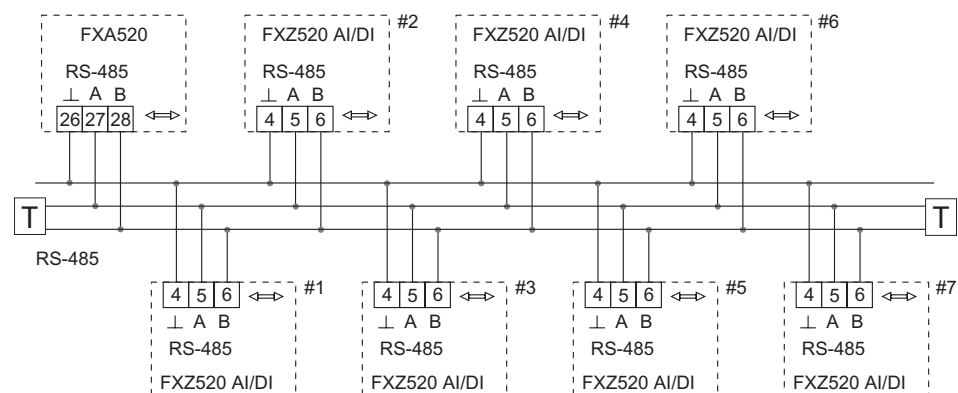 FXA520
RS-485
⊥ A B
26 27 28
FXZ520 AI/DI #2
RS-485
⊥ A B
4 5 6
FXZ520 AI/DI #4
RS-485
⊥ A B
4 5 6
FXZ520 AI/DI #6
RS-485
⊥ A B
4 5 6
T
T
RS-485
4 5 6 #1
⊥ A B
RS-485
FXZ520 AI/DI
4 5 6 #3
⊥ A B
RS-485
FXZ520 AI/DI
4 5 6 #5
⊥ A B
RS-485
FXZ520 AI/DI
4 5 6 #7
⊥ A B
RS-485
FXZ520 AI/DI